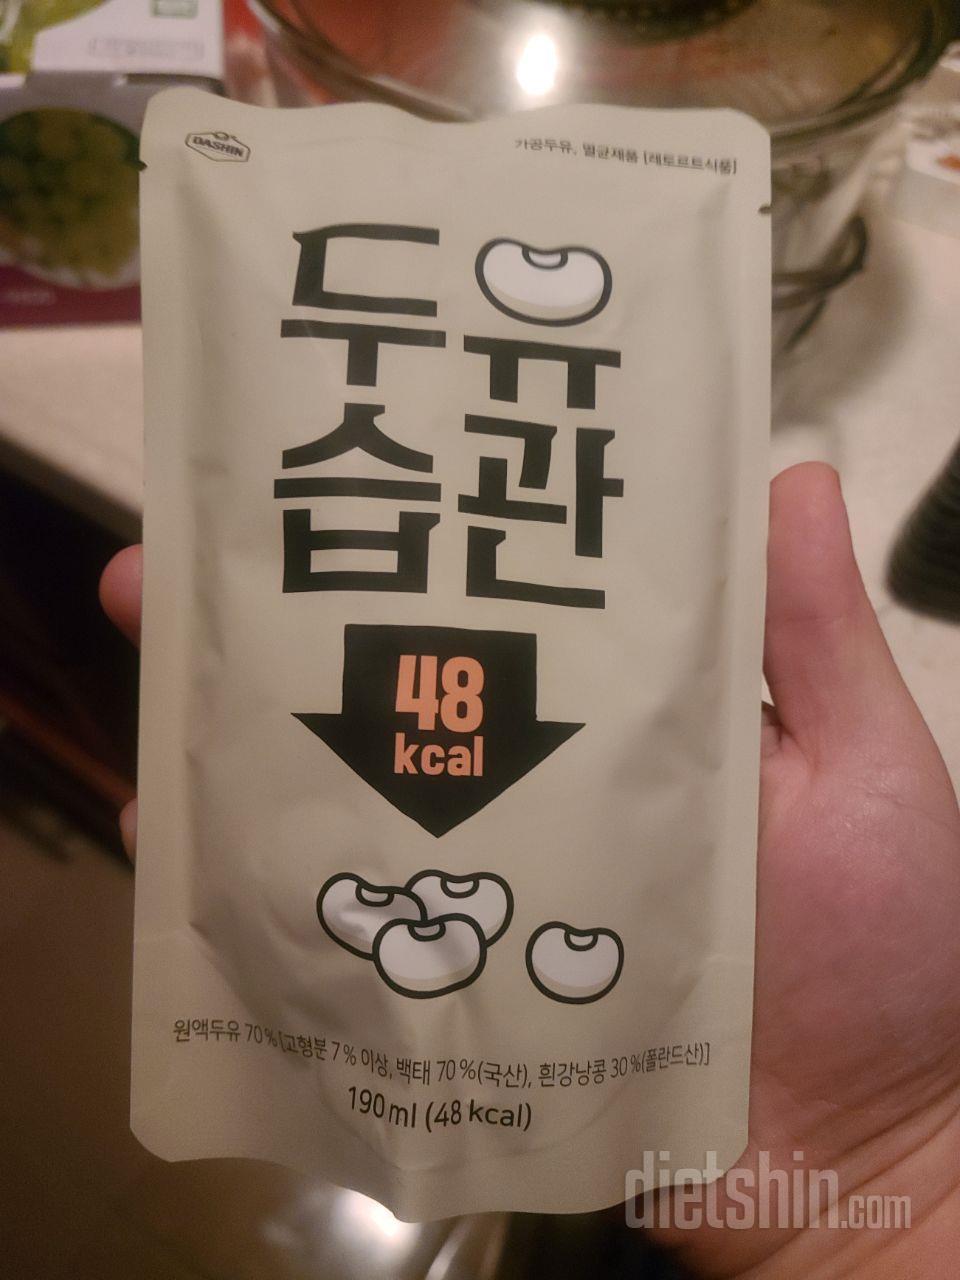 DASHIN
가공두유, 멸균제품 [레토르트식품]
두유
습관
48
kcal
원액두유 70%[고형분 7% 이상, 백태 70%(국산), 흰강낭콩 30%(폴란드산)]
190ml (48 kcal)
dietshin.com